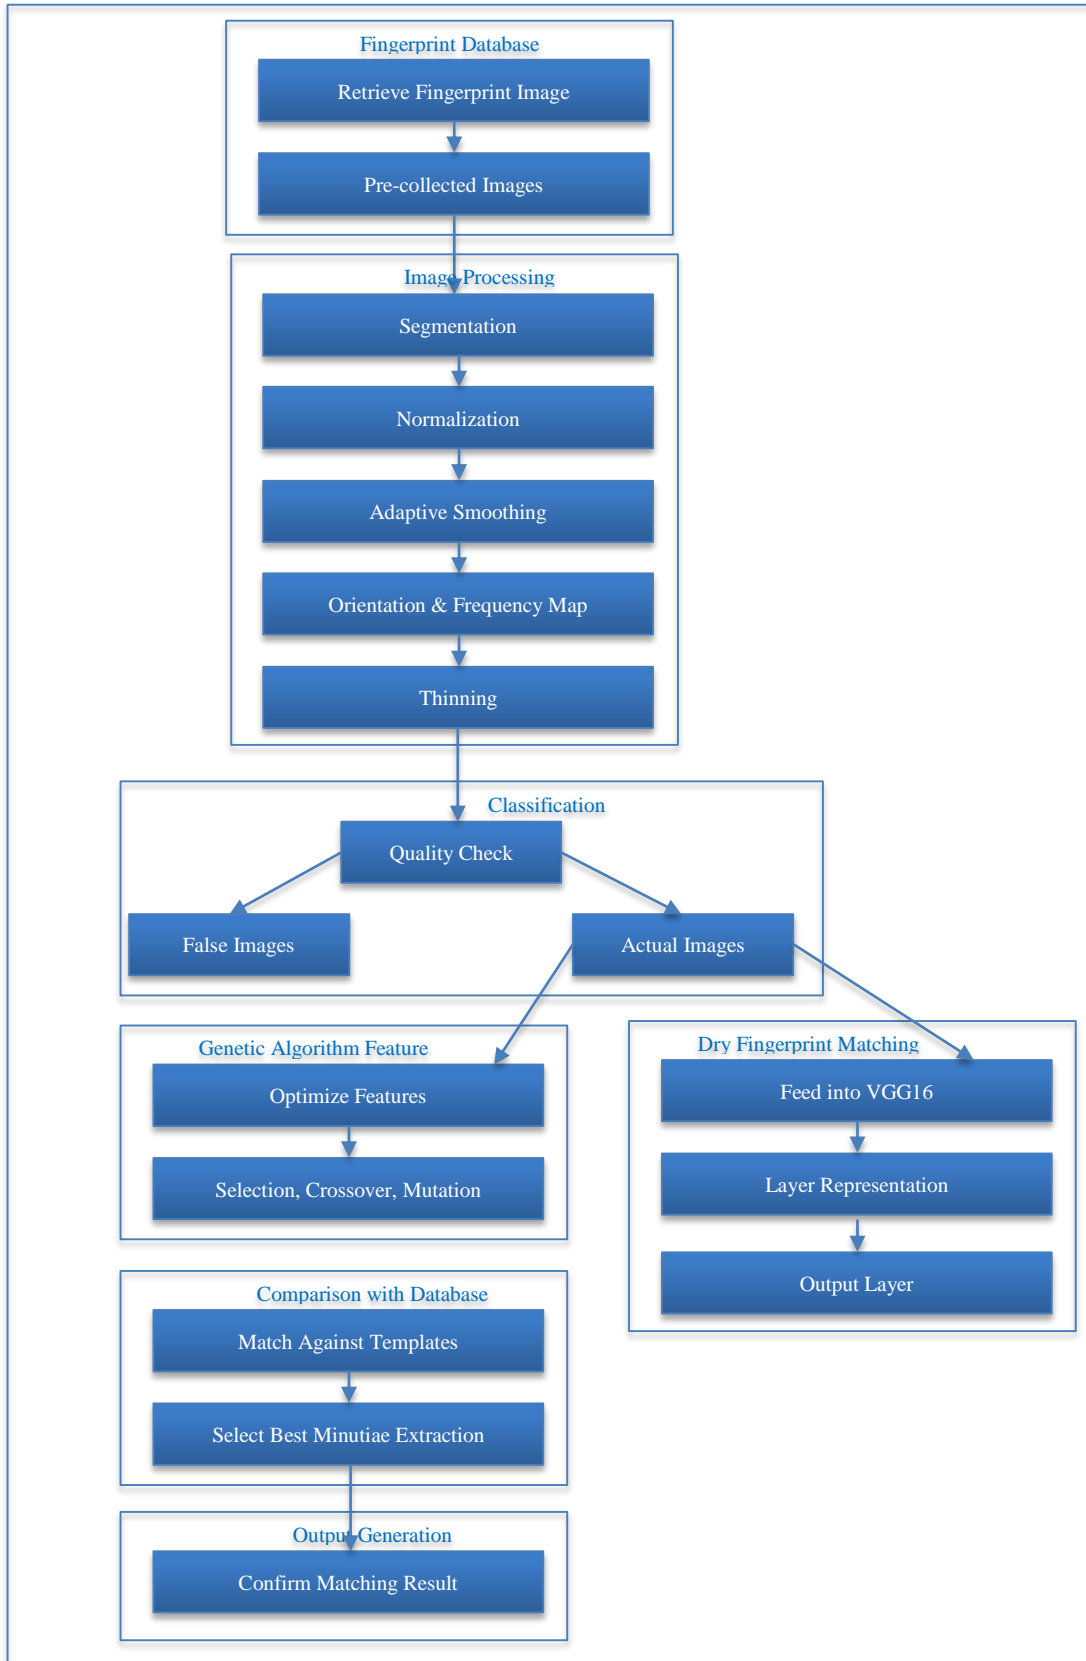 Fingerprint Database
Retrieve Fingerprint Image
Pre-collected Images
Image Processing
Segmentation
Normalization
Adaptive Smoothing
Orientation & Frequency Map
Thinning
Classification
Quality Check
False Images
Actual Images
Genetic Algorithm Feature
Optimize Features
Selection, Crossover, Mutation
Dry Fingerprint Matching
Feed into VGG16
Layer Representation
Output Layer
Comparison with Database
Match Against Templates
Select Best Minutiae Extraction
Output Generation
Confirm Matching Result